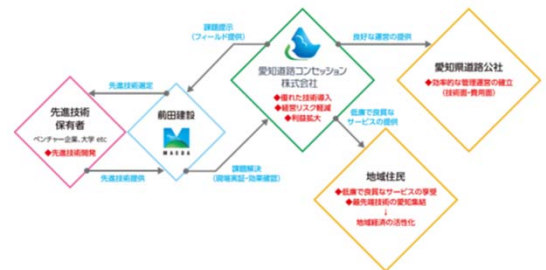 課題提示
(フィールド提供)
良好な運営の提供
愛知道路コンセッション
株式会社
◆優れた技術導入
◆経営リスク軽減
◆利益拡大
愛知県道路公社
◆効率的な管理運営の確立
(技術面・費用面)
先進技術選定
先進技術
保有者
ベンチャー企業、大学 etc
◆先進技術開発
前田建設
MAEDA
低廉で良質な
サービスの提供
先進技術提供
課題解決
(現場実証・効果確認)
地域住民
◆低廉で良質なサービスの享受
◆最先端技術の愛知集結
↓
地域経済の活性化